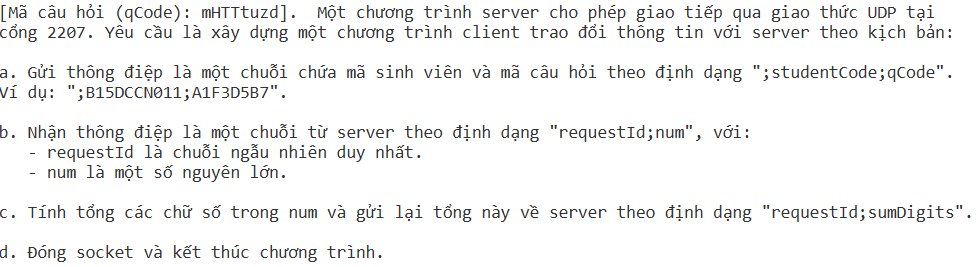 [Mã câu hỏi (qCode): mHTTtuzd].  Một chương trình server cho phép giao tiếp qua giao thức UDP tại
cổng 2207. Yêu cầu là xây dựng một chương trình client trao đổi thông tin với server theo kịch bản:
a. Gửi thông điệp là một chuỗi chứa mã sinh viên và mã câu hỏi theo định dạng ";studentCode;qCode".
Ví dụ: ";B15DCCN011;A1F3D5B7".
b. Nhận thông điệp là một chuỗi từ server theo định dạng "requestId;num", với:
- requestId là chuỗi ngẫu nhiên duy nhất.
- num là một số nguyên lớn.
c. Tính tổng các chữ số trong num và gửi lại tổng này về server theo định dạng "requestId;sumDigits".
d. Đóng socket và kết thúc chương trình.